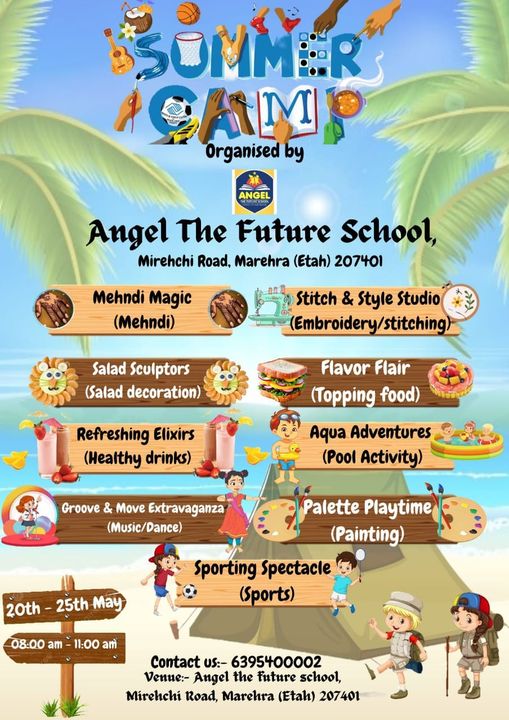 SUMMER
CAMP
Organised by
ANGEL
THE FUTURE SCHOOL
Angel The Future School,
Mirehchi Road, Marehra (Etah) 207401
Mehndi Magic
(Mehndi)
Stitch & Style Studio
(Embroidery/stitching)
Salad Sculptors
(Salad decoration)
Flavor Flair
(Topping food)
Refreshing Elixirs
(Healthy drinks)
Aqua Adventures
(Pool Activity)
Groove & Move Extravaganza
(Music/Dance)
Palette Playtime
(Painting)
Sporting Spectacle
(Sports)
20th - 25th May
08:00 am - 11:00 am
Contact us:- 6395400002
Venue:- Angel the future school,
Mirehchi Road, Marehra (Etah) 207401